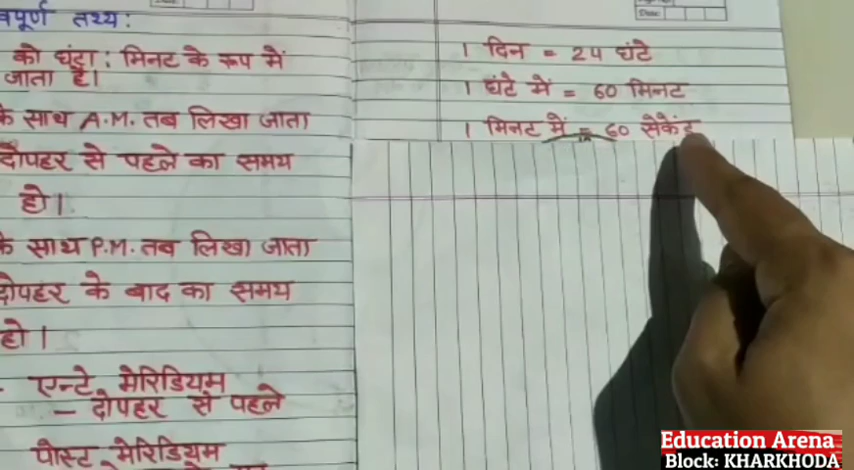 वपूर्ण तथ्य:
को घंटा : मिनट के रूप में
जाता है।
के साथ A.M. तब लिखा जाता
दोपहर से पहले का समय
हो।
के साथ P.M. तब लिखा जाता
दोपहर के बाद का समय
हो।
- एन्टे मेरिडियम
- दोपहर से पहले
पोस्ट मेरिडियम
Date:
1 दिन = 24 घंटे
1 घंटे में = 60 मिनट
1 मिनट में = 60 सेकेंड
Education Arena
Block: KHARKHODA